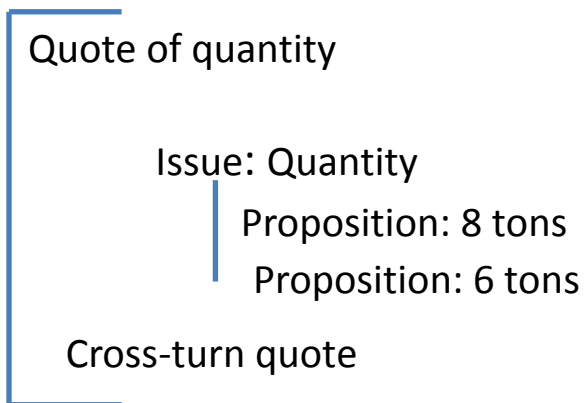 Quote of quantity
Issue: Quantity
Proposition: 8 tons
Proposition: 6 tons
Cross-turn quote